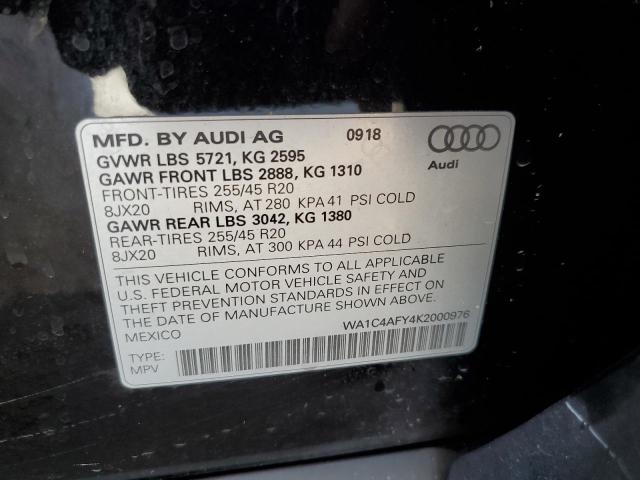 MFD. BY AUDI AG 0918
GVWR LBS 5721, KG 2595
GAWR FRONT LBS 2888, KG 1310
FRONT-TIRES 255/45 R20
8JX20 RIMS, AT 280 KPA 41 PSI COLD
GAWR REAR LBS 3042, KG 1380
REAR-TIRES 255/45 R20
8JX20 RIMS, AT 300 KPA 44 PSI COLD
Audi
THIS VEHICLE CONFORMS TO ALL APPLICABLE
U.S. FEDERAL MOTOR VEHICLE SAFETY AND
THEFT PREVENTION STANDARDS IN EFFECT ON
THE DATE OF MANUFACTURE SHOWN ABOVE.
MEXICO
WA1C4AFY4K2000976
TYPE:
MPV